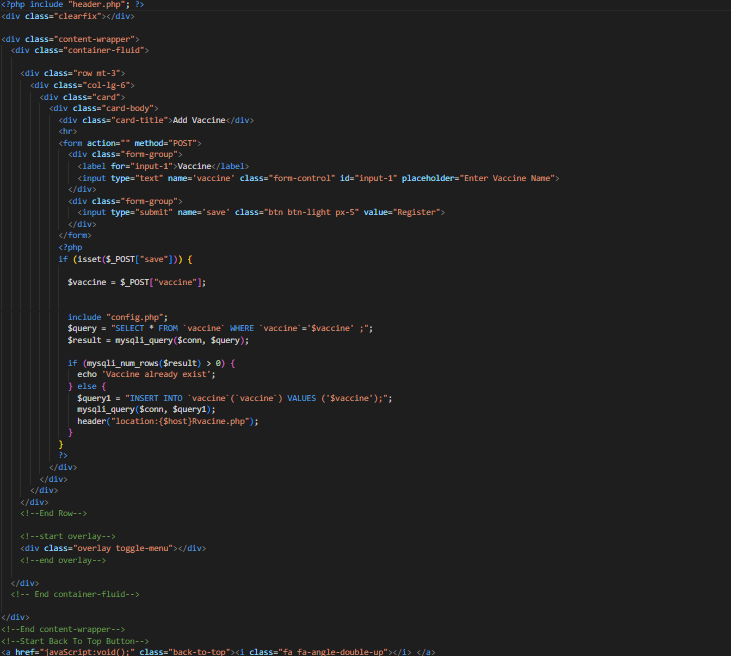 <?php include "header.php"; ?>
<div class="clearfix"></div>
<div class="content-wrapper">
<div class="container-fluid">
<div class="row mt-3">
<div class="col-lg-6">
<div class="card">
<div class="card-body">
<div class="card-title">Add Vaccine</div>
<hr>
<form action="" method="POST">
<div class="form-group">
<label for="input-1">Vaccine</label>
<input type="text" name='vaccine' class="form-control" id="input-1" placeholder="Enter Vaccine Name">
</div>
<div class="form-group">
<input type="submit" name='save' class="btn btn-light px-5" value="Register">
</div>
</form>
<?php
if (isset($_POST["save"])) {
$vaccine = $_POST["vaccine"];
include "config.php";
$query = "SELECT * FROM `vaccine` WHERE `vaccine`='$vaccine' ;";
$result = mysqli_query($conn, $query);
if (mysqli_num_rows($result) > 0) {
echo 'Vaccine already exist';
} else {
$query1 = "INSERT INTO `vaccine`(`vaccine`) VALUES ('$vaccine');";
mysqli_query($conn, $query1);
header("location:{$host}Rvacine.php");
}
}
?>
</div>
</div>
</div>
</div>
<!--End Row-->
<!--start overlay-->
<div class="overlay toggle-menu"></div>
<!--end overlay-->
</div>
<!-- End container-fluid-->
</div>
<!--End content-wrapper-->
<!--Start Back To Top Button-->
<a href="javaScript:void();" class="back-to-top"><i class="fa fa-angle-double-up"></i> </a>